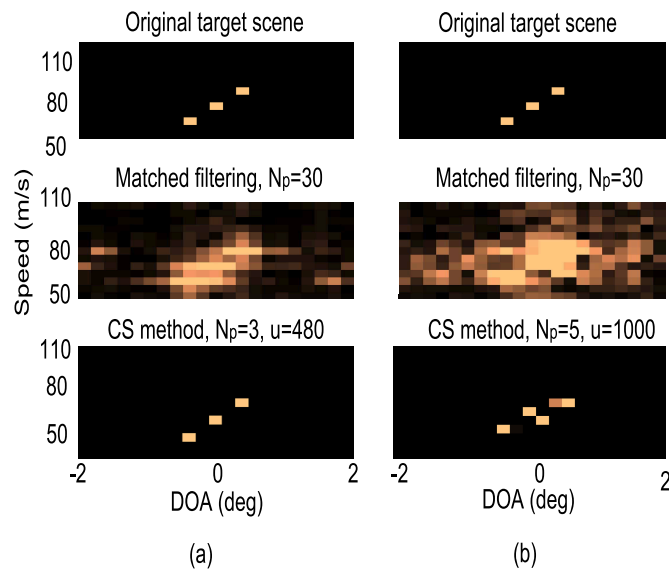 Original target scene
Original target scene
110
80
50
Matched filtering, Np=30
Matched filtering, Np=30
Speed (m/s)
110
80
50
CS method, Np=3, u=480
CS method, Np=5, u=1000
110
80
50
-2 0 2
-2 0 2
DOA (deg)
DOA (deg)
(a)
(b)